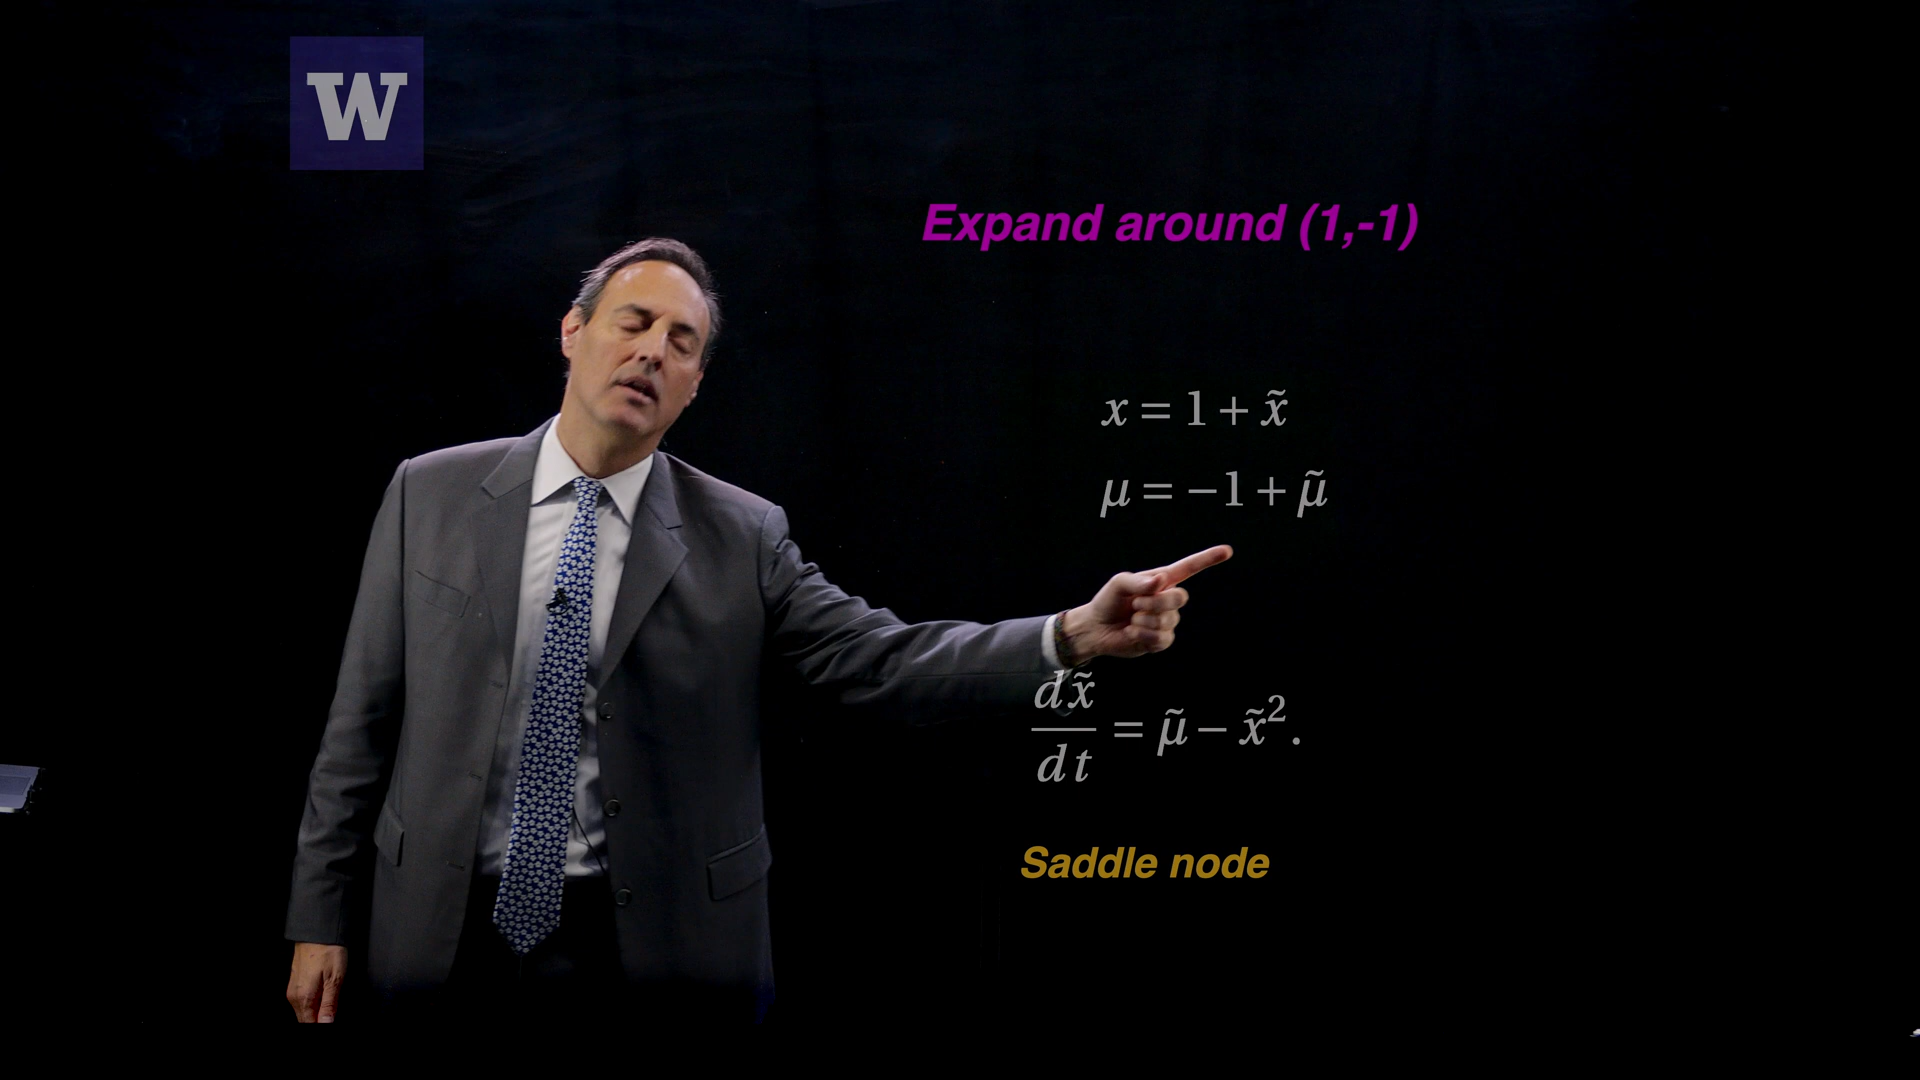 W
Expand around (1,-1)
x = 1 + x̃
μ = −1 + μ̃
dx̃/dt = μ̃ − x̃².
Saddle node